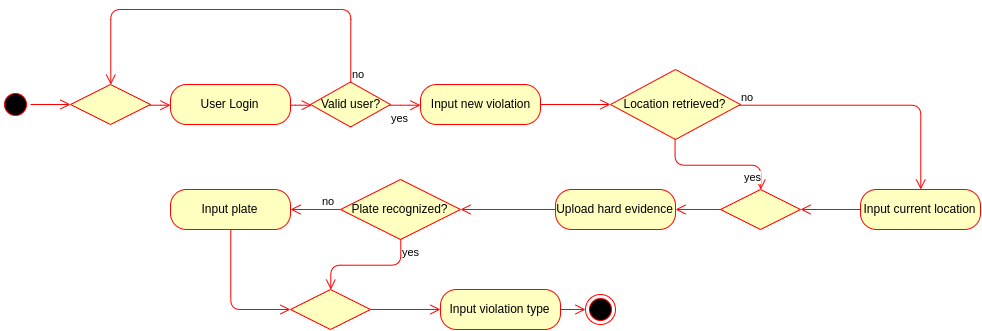 no
User Login
Valid user?
yes
Input new violation
Location retrieved?
no
yes
Input plate
no
Plate recognized?
Upload hard evidence
Input current location
yes
Input violation type